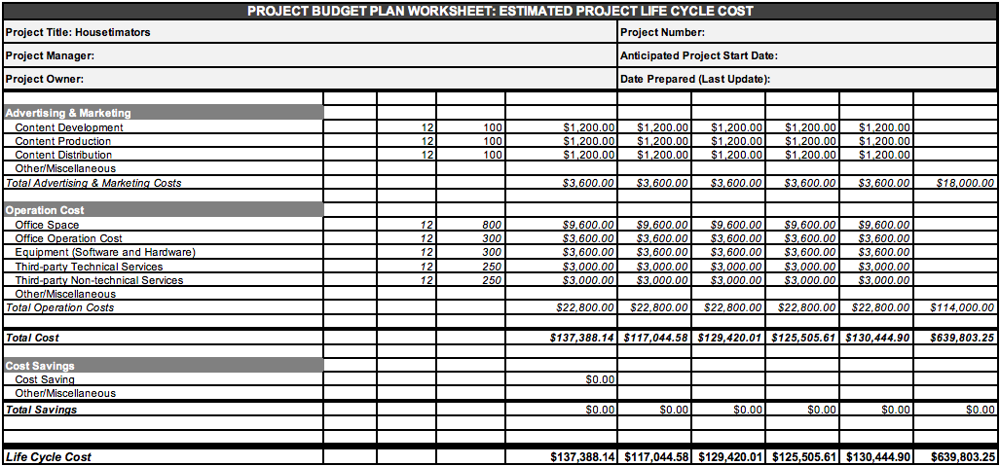 PROJECT BUDGET PLAN WORKSHEET: ESTIMATED PROJECT LIFE CYCLE COST
Project Title: Housetimators Project Number:
Project Manager: Anticipated Project Start Date:
Project Owner: Date Prepared (Last Update):
Advertising & Marketing
Content Development 12 100 $1,200.00 $1,200.00 $1,200.00 $1,200.00 $1,200.00
Content Production 12 100 $1,200.00 $1,200.00 $1,200.00 $1,200.00 $1,200.00
Content Distribution 12 100 $1,200.00 $1,200.00 $1,200.00 $1,200.00 $1,200.00
Other/Miscellaneous
Total Advertising & Marketing Costs $3,600.00 $3,600.00 $3,600.00 $3,600.00 $3,600.00 $18,000.00
Operation Cost
Office Space 12 800 $9,600.00 $9,600.00 $9,600.00 $9,600.00 $9,600.00
Office Operation Cost 12 300 $3,600.00 $3,600.00 $3,600.00 $3,600.00 $3,600.00
Equipment (Software and Hardware) 12 300 $3,600.00 $3,600.00 $3,600.00 $3,600.00 $3,600.00
Third-party Technical Services 12 250 $3,000.00 $3,000.00 $3,000.00 $3,000.00 $3,000.00
Third-party Non-technical Services 12 250 $3,000.00 $3,000.00 $3,000.00 $3,000.00 $3,000.00
Other/Miscellaneous
Total Operation Costs $22,800.00 $22,800.00 $22,800.00 $22,800.00 $22,800.00 $114,000.00
Total Cost $137,388.14 $117,044.58 $129,420.01 $125,505.61 $130,444.90 $639,803.25
Cost Savings
Cost Saving $0.00
Other/Miscellaneous
Total Savings $0.00 $0.00 $0.00 $0.00 $0.00 $0.00
Life Cycle Cost $137,388.14 $117,044.58 $129,420.01 $125,505.61 $130,444.90 $639,803.25